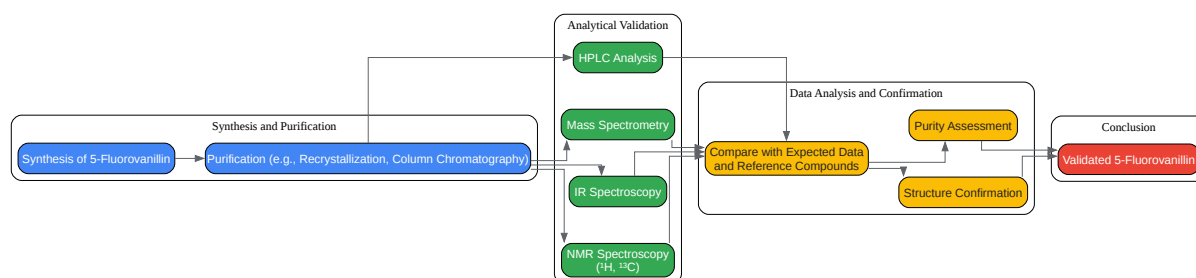 Synthesis and Purification
Synthesis of 5-Fluorovanillin
Purification (e.g., Recrystallization, Column Chromatography)
Analytical Validation
HPLC Analysis
Mass Spectrometry
IR Spectroscopy
NMR Spectroscopy
(¹H, ¹³C)
Data Analysis and Confirmation
Compare with Expected Data
and Reference Compounds
Purity Assessment
Structure Confirmation
Conclusion
Validated 5-Fluorovanillin